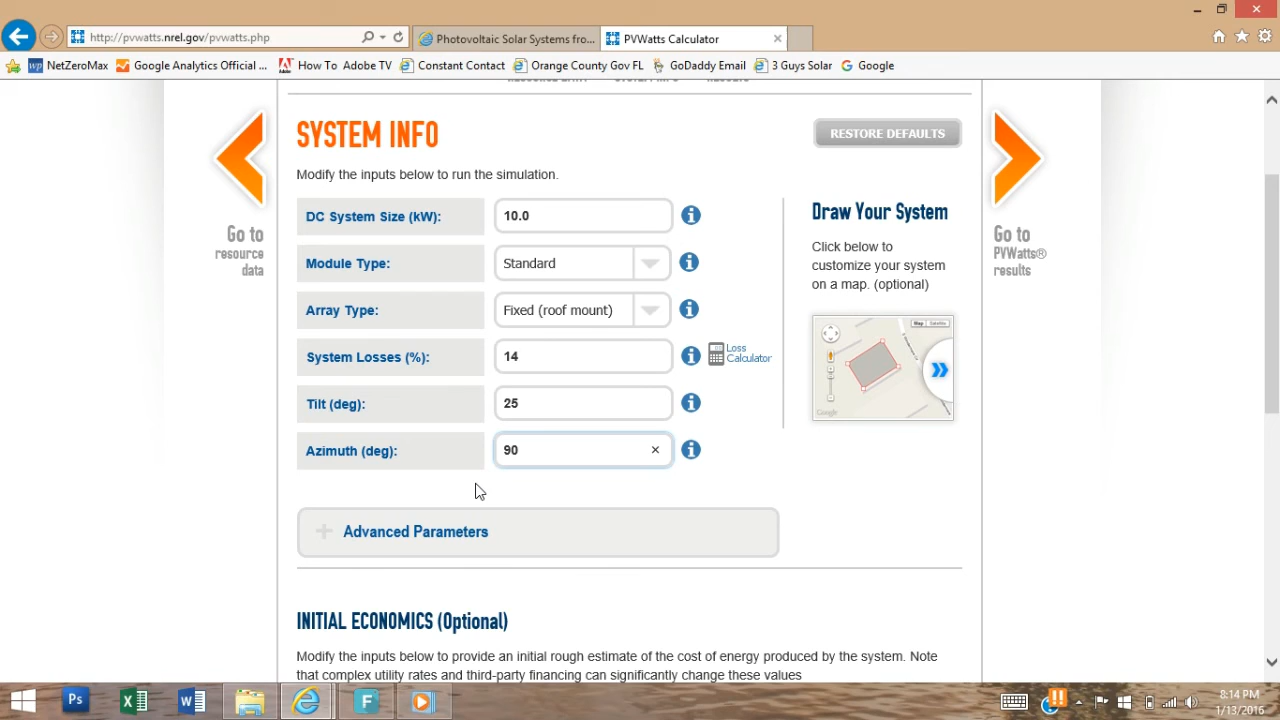 http://pvwatts.nrel.gov/pvwatts.php
Photovoltaic Solar Systems fro...
PVWatts Calculator
NetZeroMax
Google Analytics Official ...
How To Adobe TV
Constant Contact
Orange County Gov FL
GoDaddy Email
3 Guys Solar
Google
SYSTEM INFO
RESTORE DEFAULTS
Modify the inputs below to run the simulation.
DC System Size (kW):
10.0
Module Type:
Standard
Array Type:
Fixed (roof mount)
System Losses (%):
14
Loss
Calculator
Tilt (deg):
25
Azimuth (deg):
90
Draw Your System
Click below to
customize your system
on a map. (optional)
Map
Satellite
Google
Go to
resource
data
Go to
PVWatts®
results
Advanced Parameters
INITIAL ECONOMICS (Optional)
Modify the inputs below to provide an initial rough estimate of the cost of energy produced by the system. Note
that complex utility rates and third-party financing can significantly change these values
8:14 PM
1/13/2016